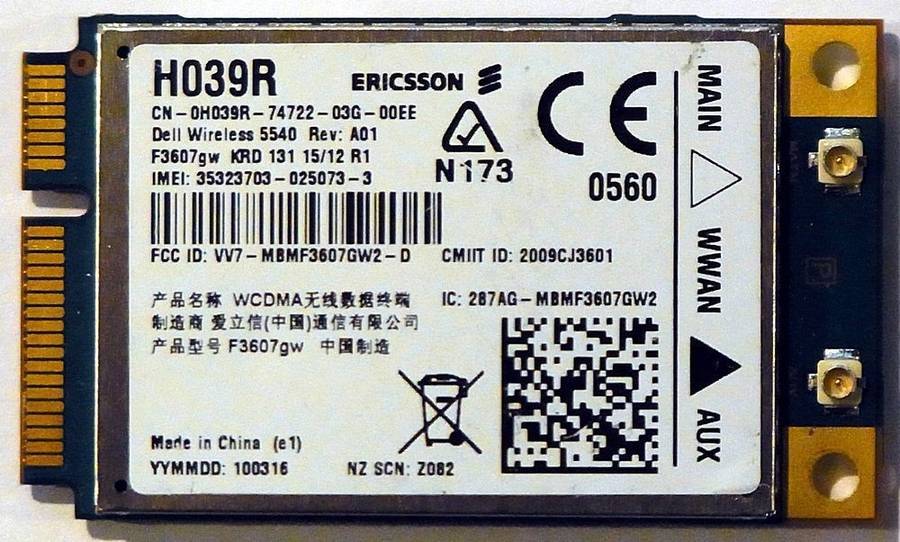 H039R
ERICSSON
CN-0H039R-74722-03G-00EE
Dell Wireless 5540 Rev: A01
F3607gw KRD 131 15/12 R1
IMEI: 35323703-025073-3
N173
CE
0560
FCC ID: VV7-MBMF3607GW2-D CMIIT ID: 2009CJ3601
产品名称 WCDMA无线数据终端 IC: 287AG-MBMF3607GW2
制造商 爱立信(中国)通信有限公司
产品型号 F3607gw 中国制造
Made in China (e1)
YYMMDD: 100316 NZ SCN: Z082
MAIN
WWAN
AUX